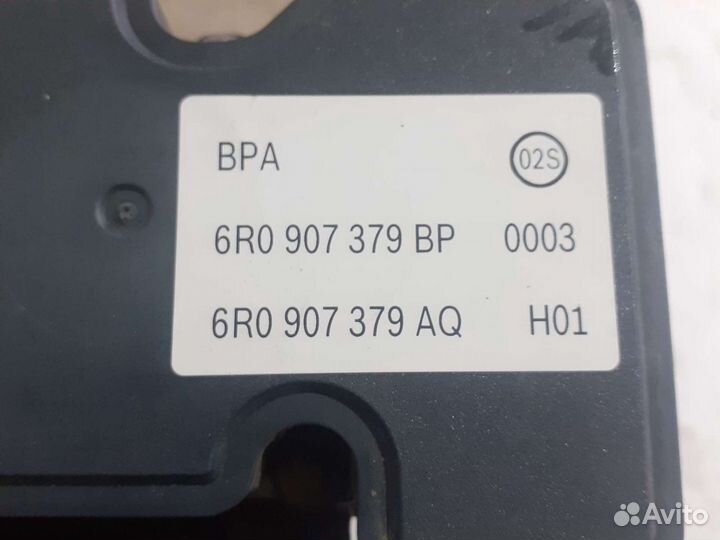 BPA 02S
6R0 907 379 BP 0003
6R0 907 379 AQ H01
Avito